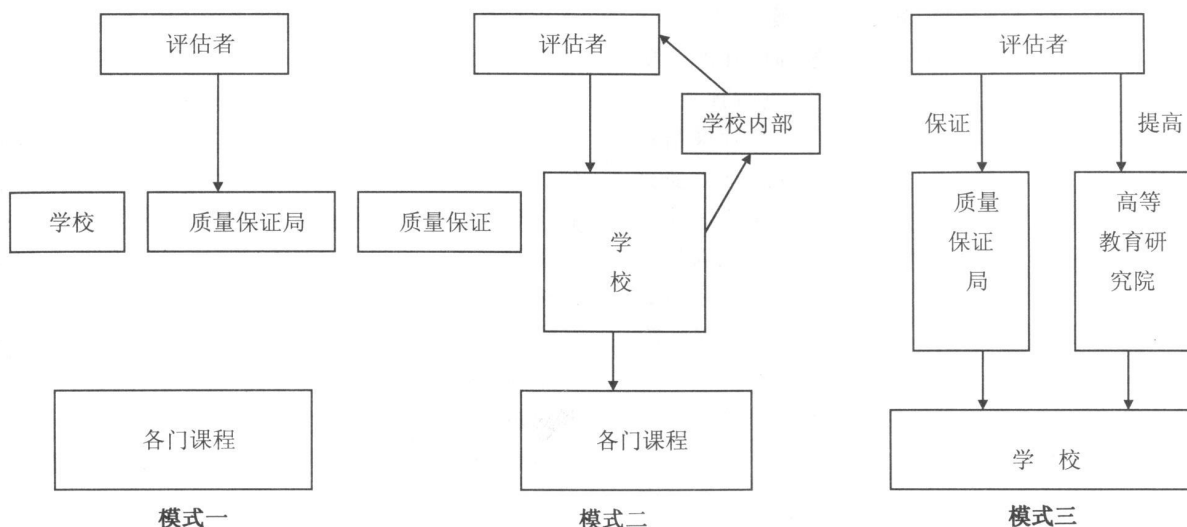 评估者
学校
质量保证局
各门课程
模式一
评估者
学校内部
质量保证
学
校
各门课程
模式二
评估者
保证
提高
质量
保证
局
高等
教育研
究院
学 校
模式三